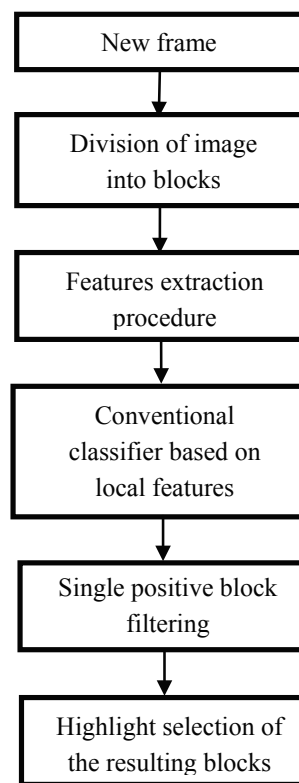 New frame
Division of image
into blocks
Features extraction
procedure
Conventional
classifier based on
local features
Single positive block
filtering
Highlight selection of
the resulting blocks